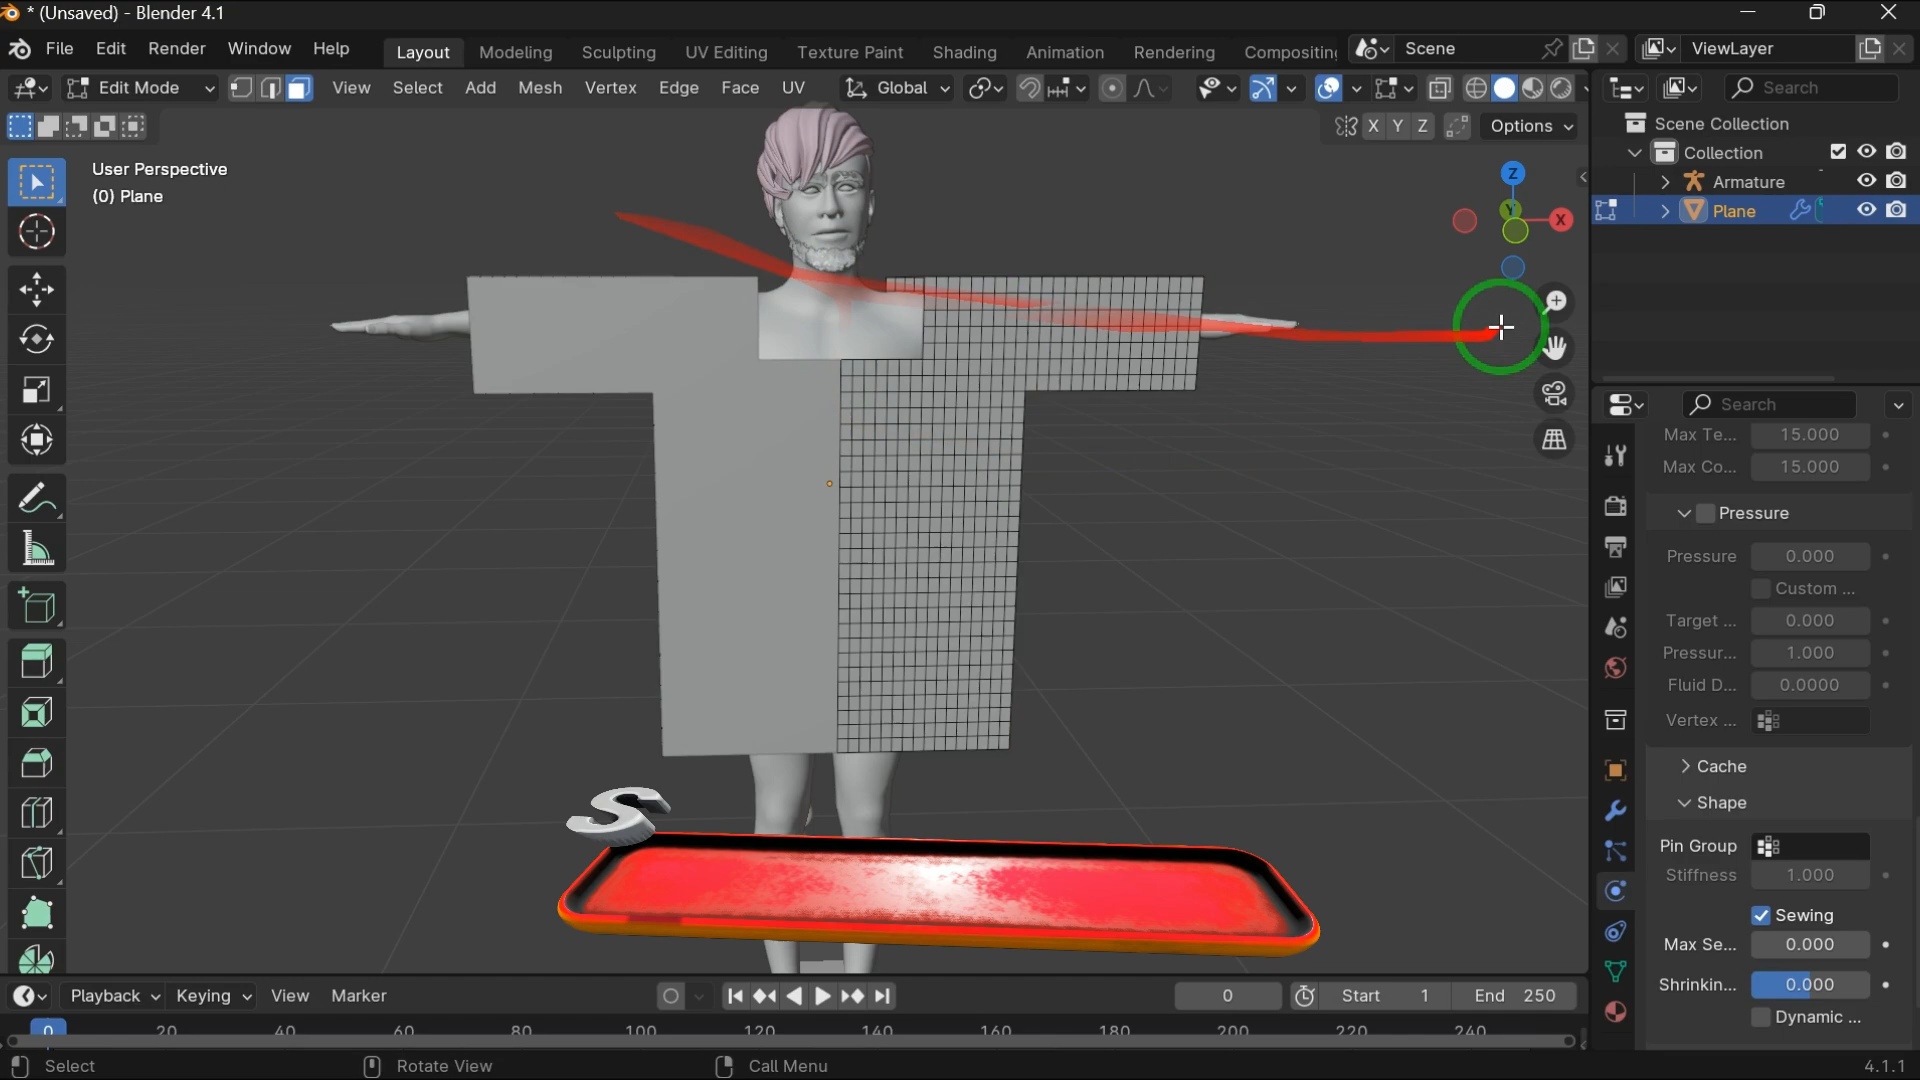 * (Unsaved) - Blender 4.1
File Edit Render Window Help
Layout Modeling Sculpting UV Editing Texture Paint Shading Animation Rendering Compositing
Scene
ViewLayer
Edit Mode
View Select Add Mesh Vertex Edge Face UV
Global
Search
X Y Z
Options
User Perspective
(0) Plane
Z
Y
X
Scene Collection
Collection
Armature
Plane
Search
Max Te... 15.000
Max Co... 15.000
Pressure
Pressure 0.000
Custom ...
Target ... 0.000
Pressur... 1.000
Fluid D... 0.0000
Vertex ...
Cache
Shape
Pin Group
Stiffness 1.000
Sewing
Max Se... 0.000
Shrinkin... 0.000
Dynamic ...
S
Playback Keying View Marker
0
Start 1
End 250
0 20 40 60 80 100 120 140 160 180 200 220 240
Select
Rotate View
Call Menu
4.1.1